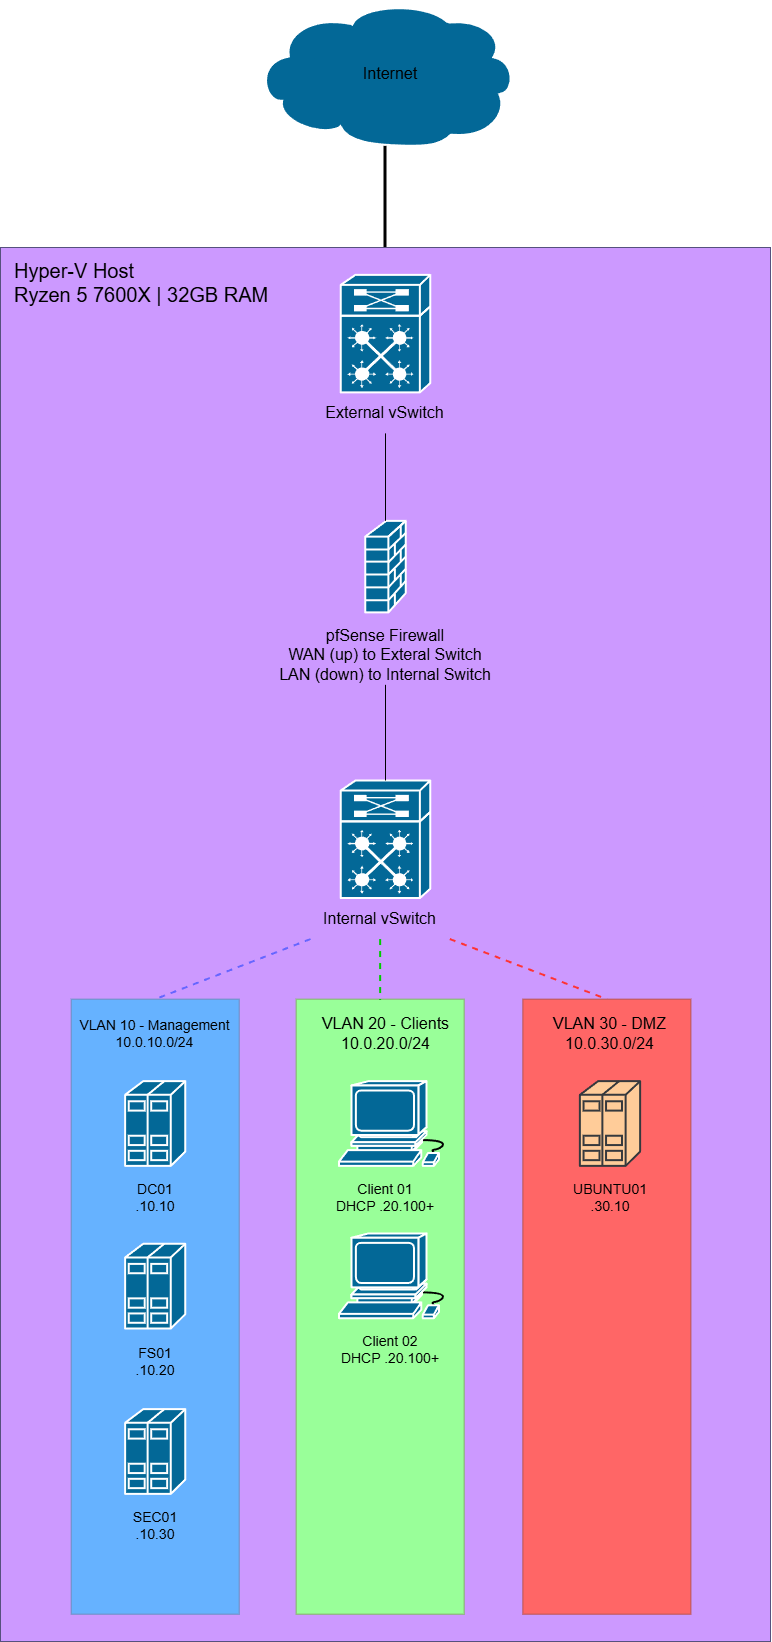 Internet
Hyper-V Host
Ryzen 5 7600X | 32GB RAM
External vSwitch
pfSense Firewall
WAN (up) to Exteral Switch
LAN (down) to Internal Switch
Internal vSwitch
VLAN 10 - Management
10.0.10.0/24
DC01
.10.10
FS01
.10.20
SEC01
.10.30
VLAN 20 - Clients
10.0.20.0/24
Client 01
DHCP .20.100+
Client 02
DHCP .20.100+
VLAN 30 - DMZ
10.0.30.0/24
UBUNTU01
.30.10